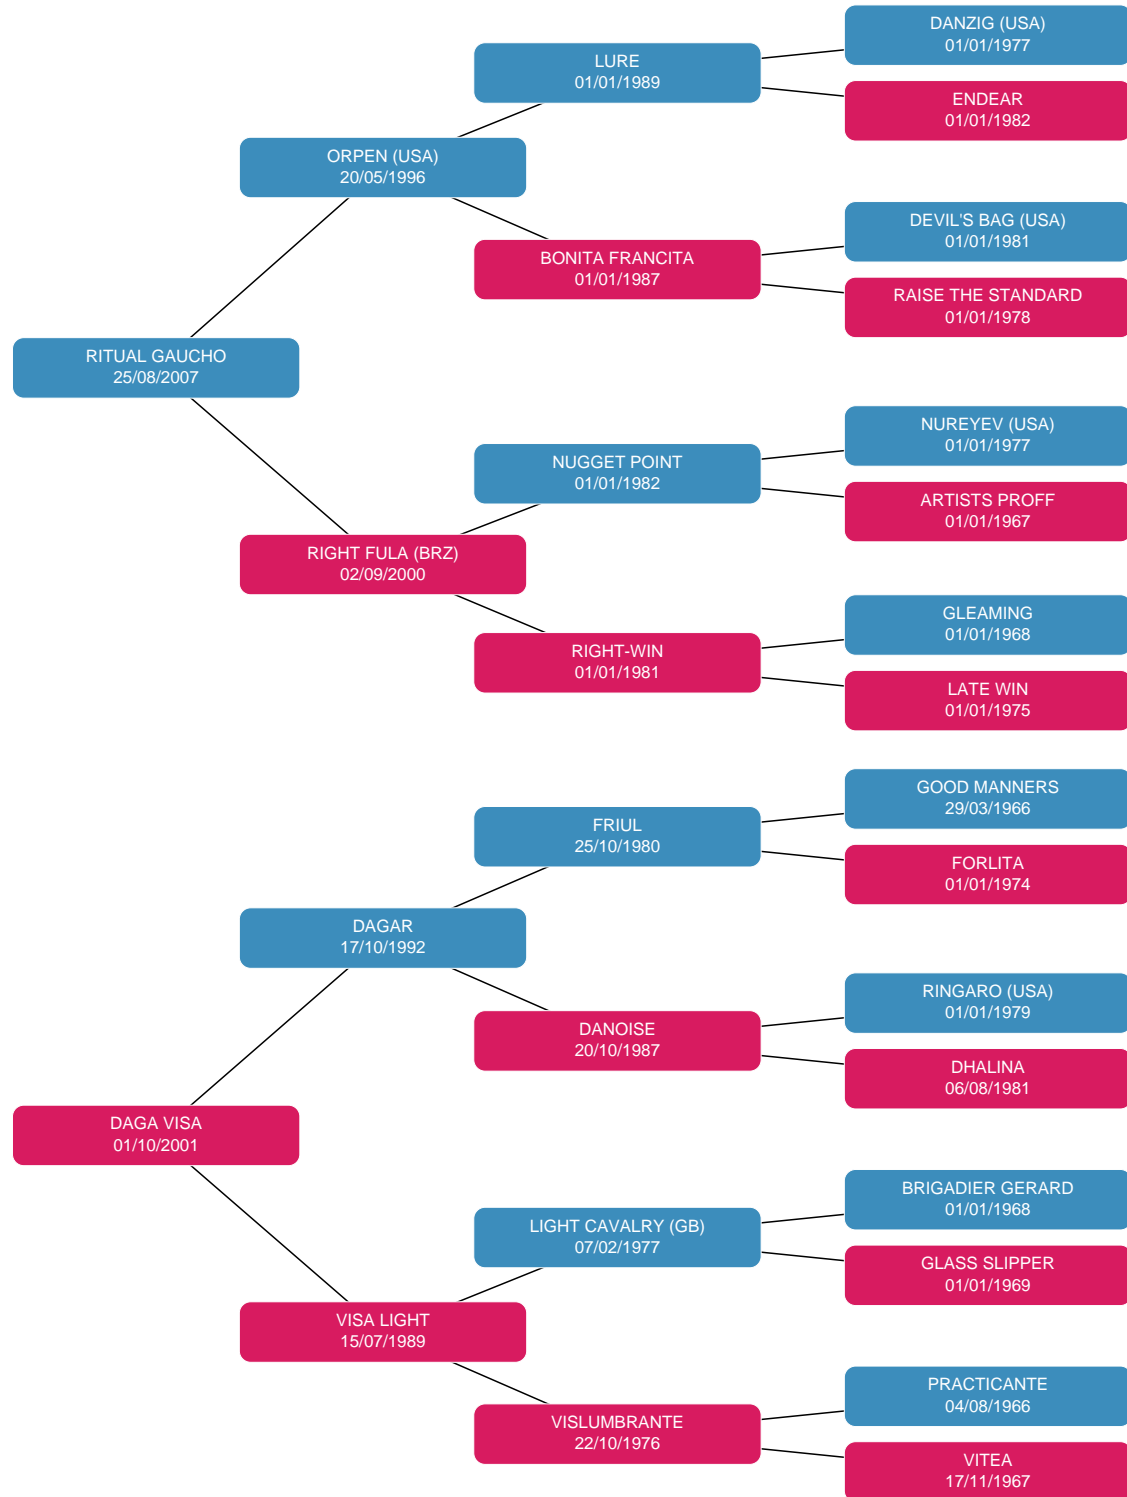 DANZIG (USA)
01/01/1977
LURE
01/01/1989
ENDEAR
01/01/1982
ORPEN (USA)
20/05/1996
DEVIL'S BAG (USA)
01/01/1981
BONITA FRANCITA
01/01/1987
RAISE THE STANDARD
01/01/1978
RITUAL GAUCHO
25/08/2007
NUREYEV (USA)
01/01/1977
NUGGET POINT
01/01/1982
ARTISTS PROFF
01/01/1967
RIGHT FULA (BRZ)
02/09/2000
GLEAMING
01/01/1968
RIGHT-WIN
01/01/1981
LATE WIN
01/01/1975
GOOD MANNERS
29/03/1966
FRIUL
25/10/1980
FORLITA
01/01/1974
DAGAR
17/10/1992
RINGARO (USA)
01/01/1979
DANOISE
20/10/1987
DHALINA
06/08/1981
DAGA VISA
01/10/2001
BRIGADIER GERARD
01/01/1968
LIGHT CAVALRY (GB)
07/02/1977
GLASS SLIPPER
01/01/1969
VISA LIGHT
15/07/1989
PRACTICANTE
04/08/1966
VISLUMBRANTE
22/10/1976
VITEA
17/11/1967